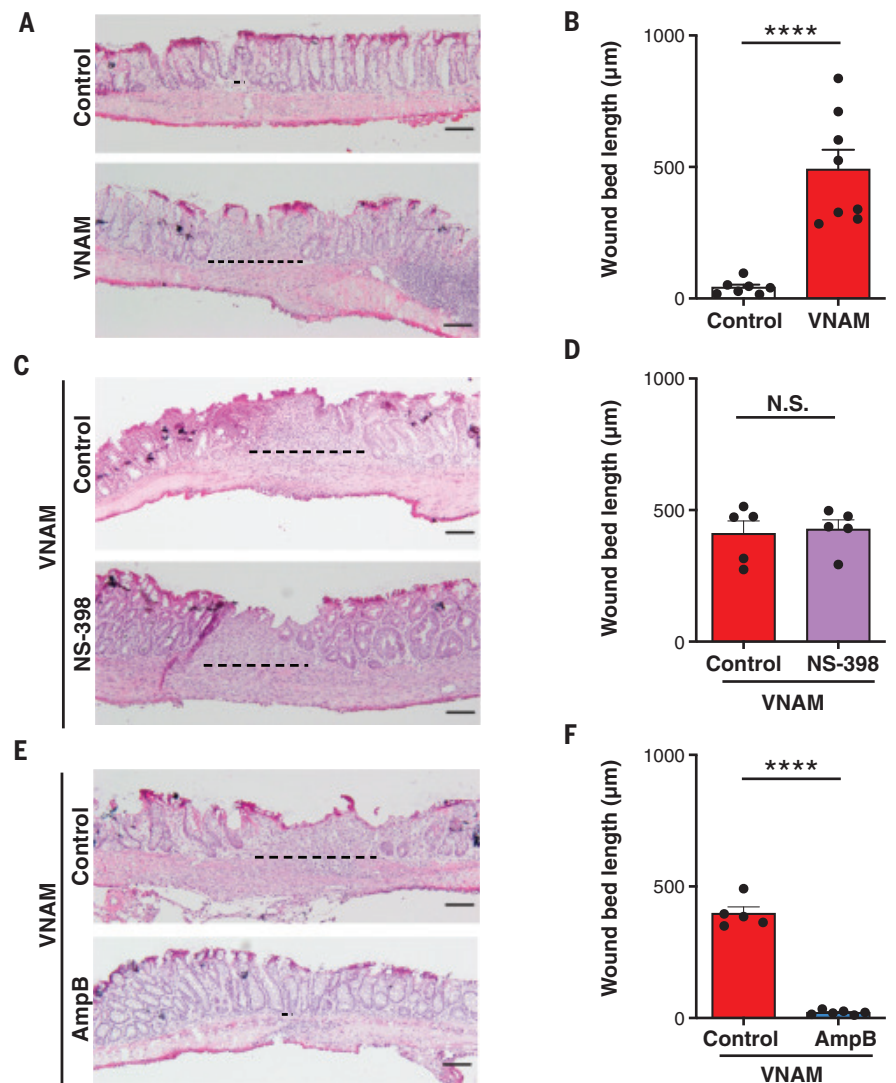 A
Control
VNAM
B
Wound bed length (µm)
1000
500
0
****
Control
VNAM
C
VNAM
Control
NS-398
D
Wound bed length (µm)
1000
500
0
N.S.
Control
NS-398
VNAM
E
VNAM
Control
AmpB
F
Wound bed length (µm)
1000
500
0
****
Control
AmpB
VNAM